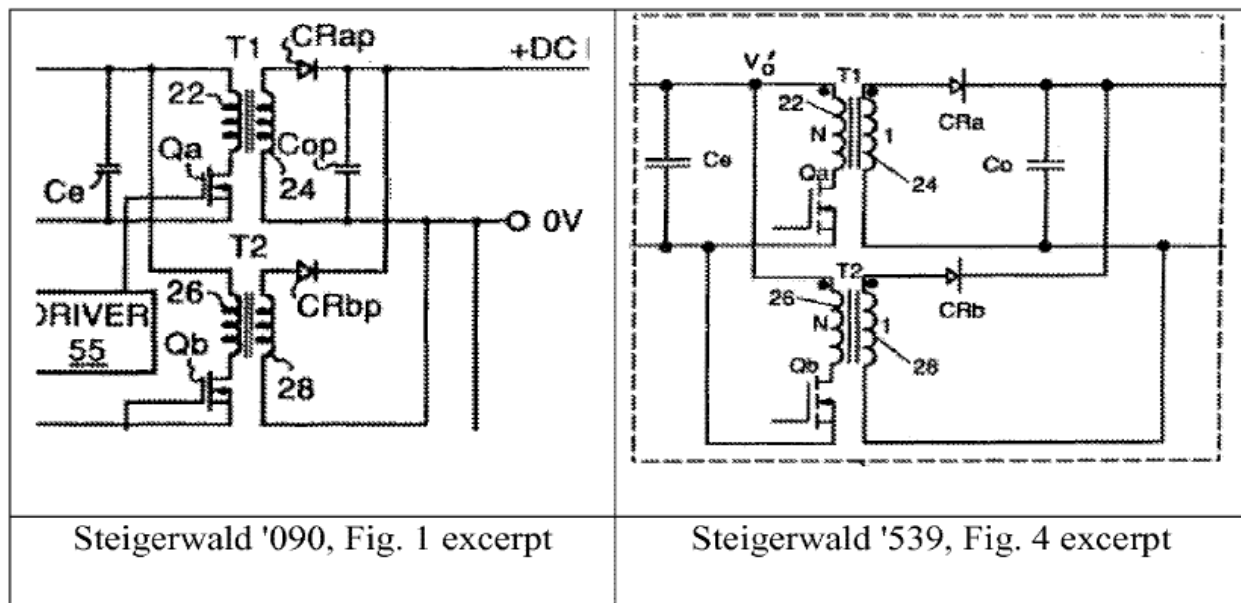 T1
CRap
+DC
22
Qa
Cop
Ce
24
0V
T2
26
CRbp
DRIVER
55
Qb
28
Steigerwald '090, Fig. 1 excerpt
Vd'
T1
22
N
1
CRa
Ce
Qa
24
Co
26
T2
N
1
CRb
28
Qb
Steigerwald '539, Fig. 4 excerpt